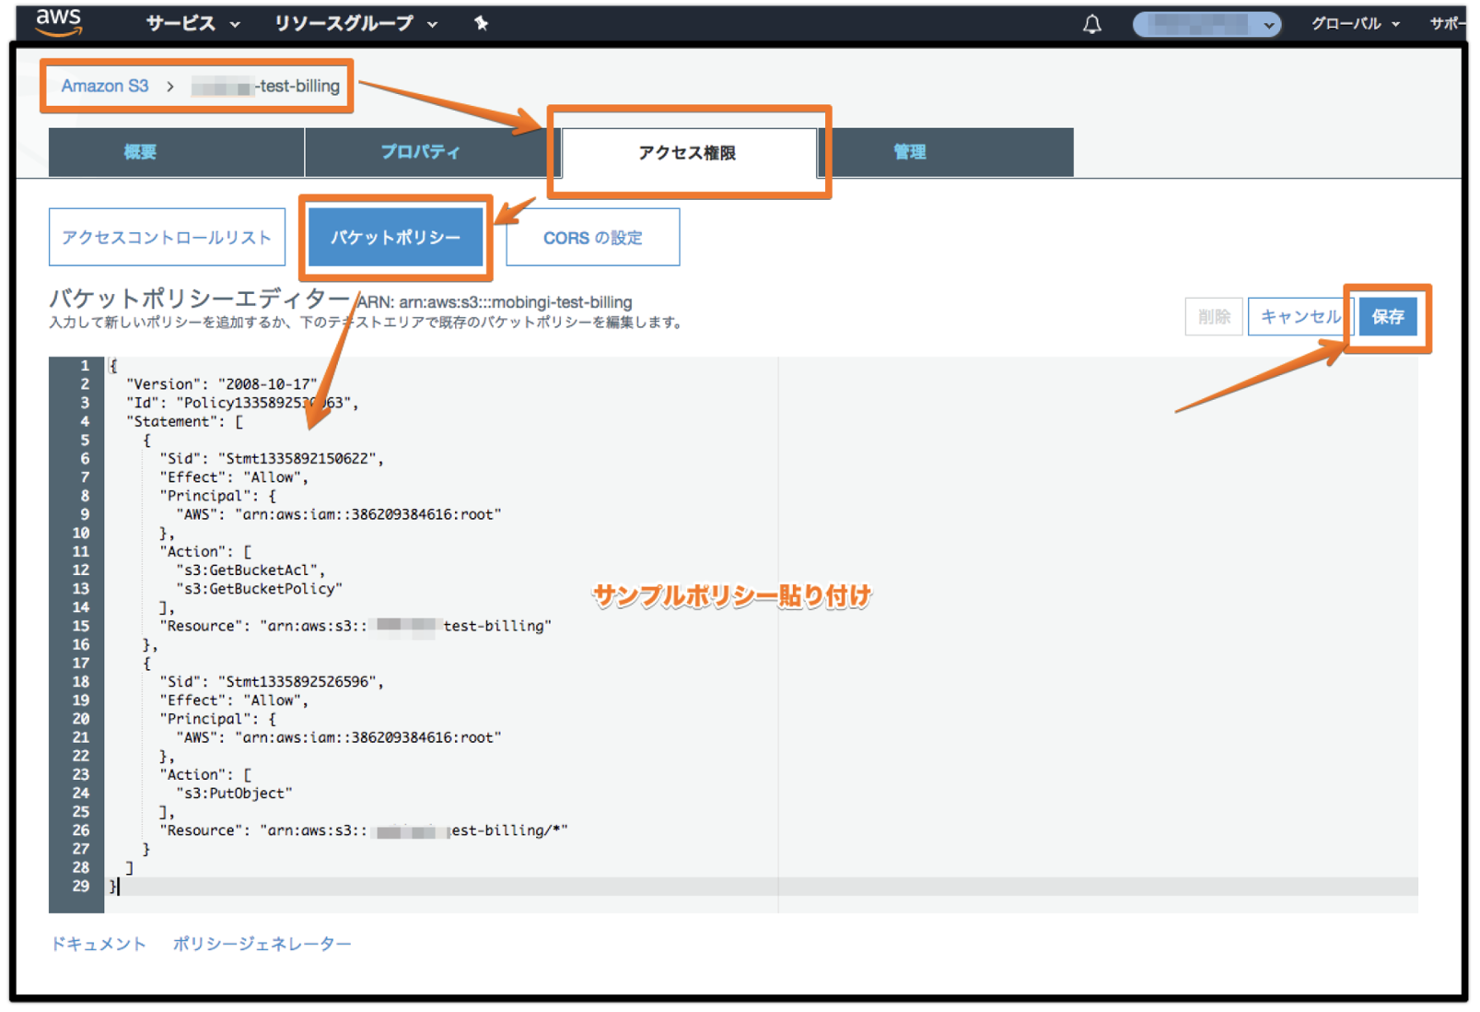 aws サービス リソースグループ グローバル サポー
Amazon S3 > -test-billing
概要 プロパティ アクセス権限 管理
アクセスコントロールリスト バケットポリシー CORS の設定
バケットポリシーエディター ARN: arn:aws:s3:::mobingi-test-billing
入力して新しいポリシーを追加するか、下のテキストエリアで既存のバケットポリシーを編集します。
削除 キャンセル 保存
1 {
2 "Version": "2008-10-17"
3 "Id": "Policy1335892530063",
4 "Statement": [
5 {
6 "Sid": "Stmt1335892150622",
7 "Effect": "Allow",
8 "Principal": {
9 "AWS": "arn:aws:iam::386209384616:root"
10 },
11 "Action": [
12 "s3:GetBucketAcl",
13 "s3:GetBucketPolicy"
14 ],
15 "Resource": "arn:aws:s3:: test-billing"
16 },
17 {
18 "Sid": "Stmt1335892526596",
19 "Effect": "Allow",
20 "Principal": {
21 "AWS": "arn:aws:iam::386209384616:root"
22 },
23 "Action": [
24 "s3:PutObject"
25 ],
26 "Resource": "arn:aws:s3:: est-billing/*"
27 }
28 ]
29 }
サンプルポリシー貼り付け
ドキュメント ポリシージェネレーター